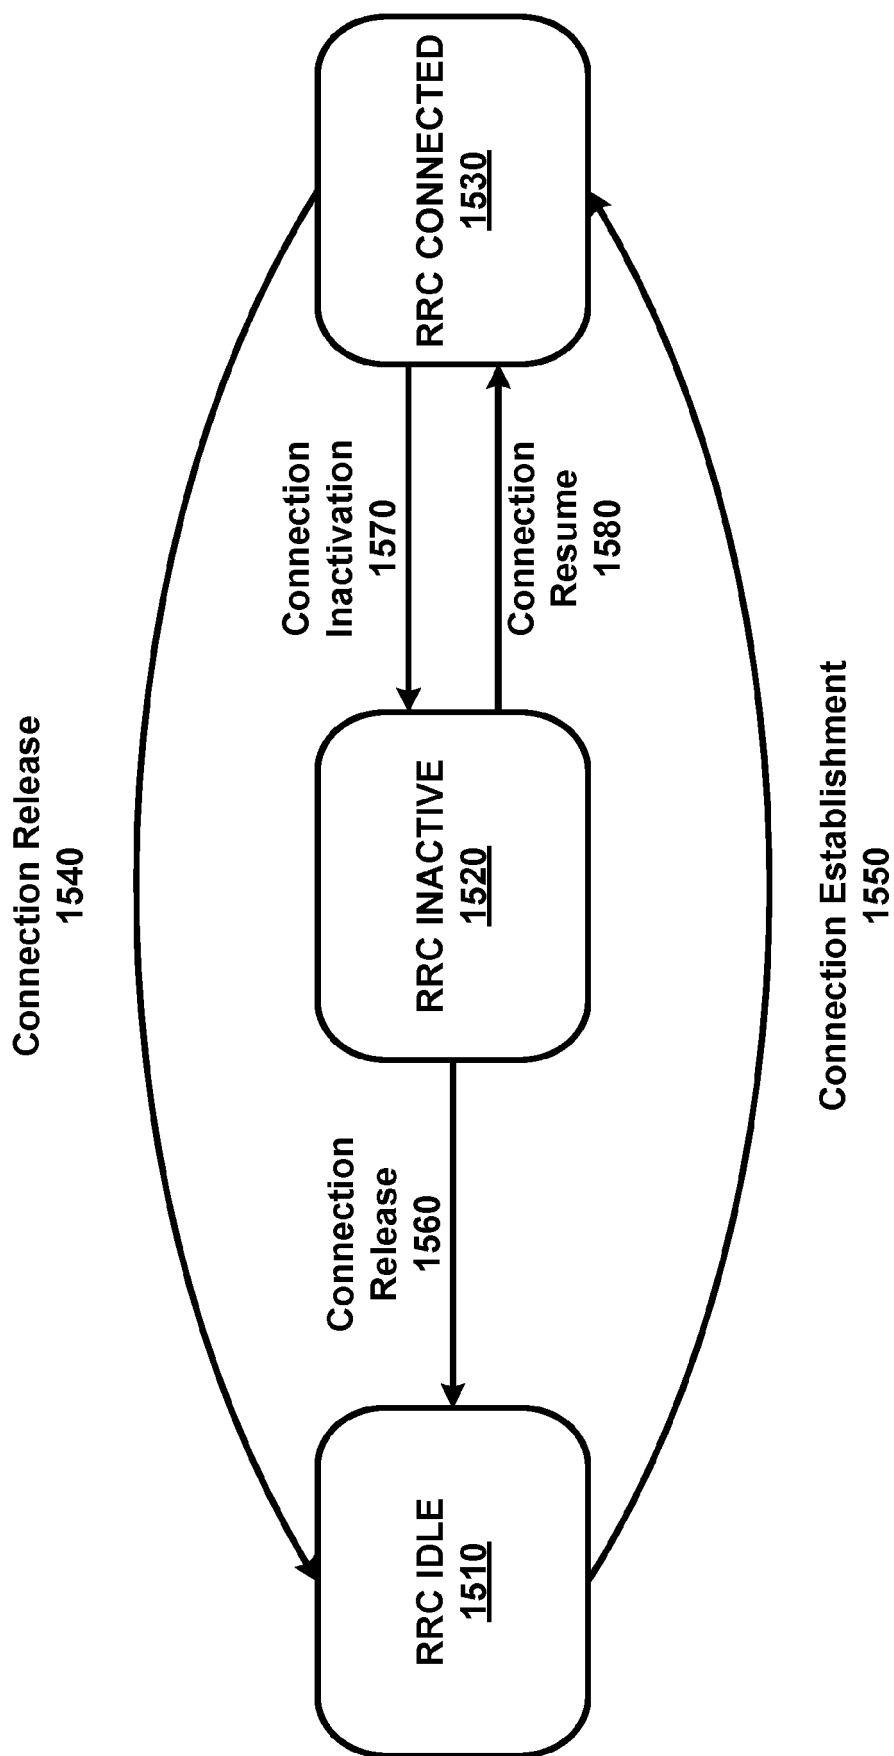 Connection Release
1540
RRC IDLE
1510
Connection
Release
1560
RRC INACTIVE
1520
Connection
Inactivation
1570
Connection
Resume
1580
RRC CONNECTED
1530
Connection Establishment
1550